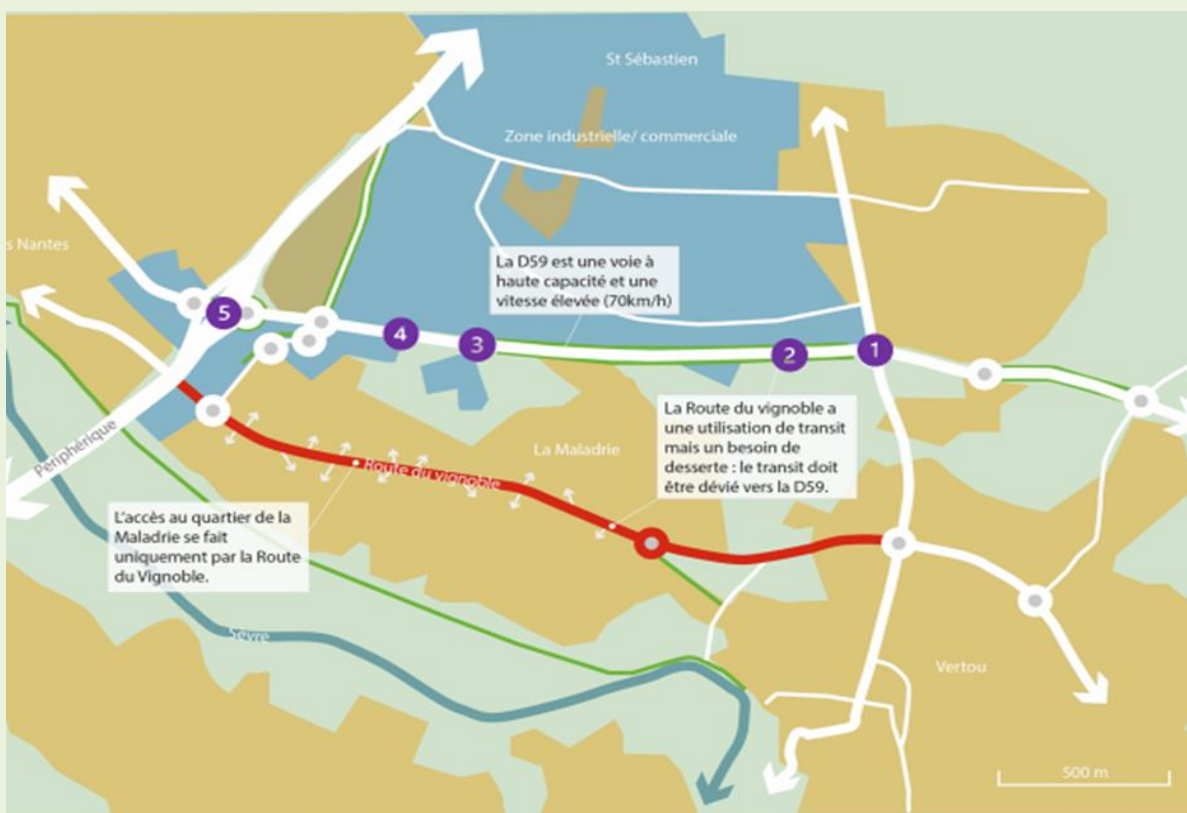 St Sébastien
Zone industrielle/ commerciale
s Nantes
La D59 est une voie à
haute capacité et une
vitesse élevée (70km/h)
5
4
3
2
1
La Route du vignoble a
une utilisation de transit
mais un besoin de
desserte : le transit doit
être dévié vers la D59.
La Maladrie
Périphérique
Route du vignoble
L'accès au quartier de la
Maladrie se fait
uniquement par la Route
du Vignoble.
Sèvre
Vertou
500 m